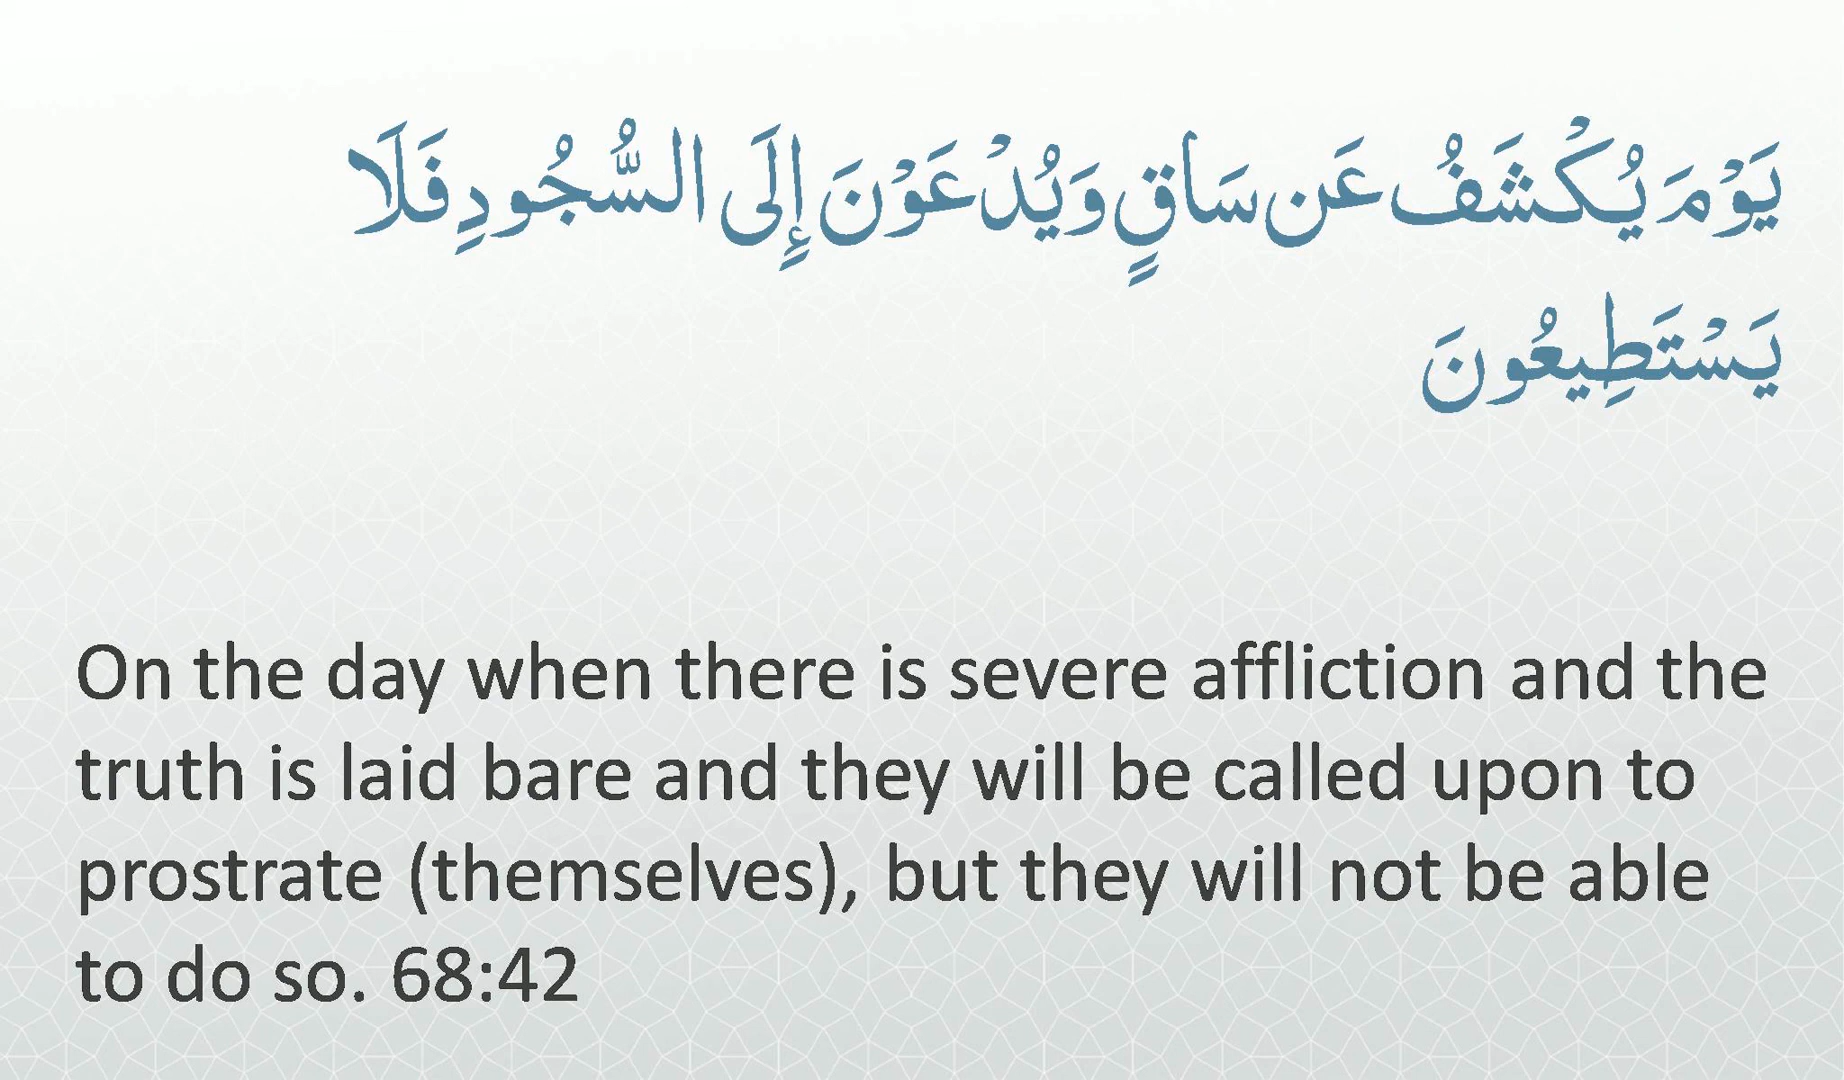 يَوْمَ يُكْشَفُ عَن سَاقٍ وَيُدْعَوْنَ إِلَى السُّجُودِ فَلَا
يَسْتَطِيعُونَ
On the day when there is severe affliction and the
truth is laid bare and they will be called upon to
prostrate (themselves), but they will not be able
to do so. 68:42